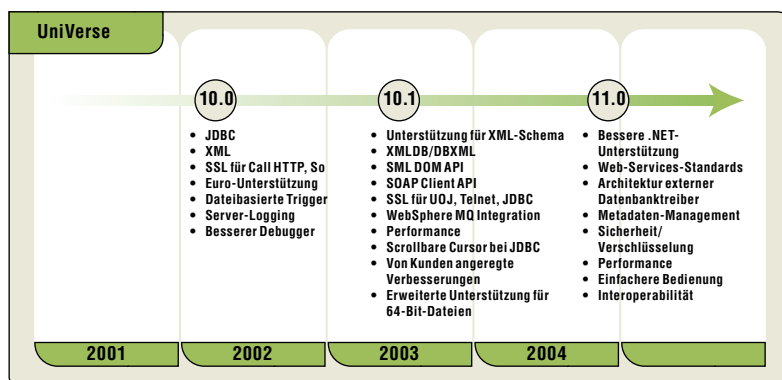 UniVerse
10.0
• JDBC
• XML
• SSL für Call HTTP, So
• Euro-Unterstützung
• Dateibasierte Trigger
• Server-Logging
• Besserer Debugger
10.1
• Unterstützung für XML-Schema
• XMLDB/DBXML
• SML DOM API
• SOAP Client API
• SSL für UOJ, Telnet, JDBC
• WebSphere MQ Integration
• Performance
• Scrollbare Cursor bei JDBC
• Von Kunden angeregte
Verbesserungen
• Erweiterte Unterstützung für
64-Bit-Dateien
11.0
• Bessere .NET-
Unterstützung
• Web-Services-Standards
• Architektur externer
Datenbanktreiber
• Metadaten-Management
• Sicherheit/
Verschlüsselung
• Performance
• Einfachere Bedienung
• Interoperabilität
2001
2002
2003
2004